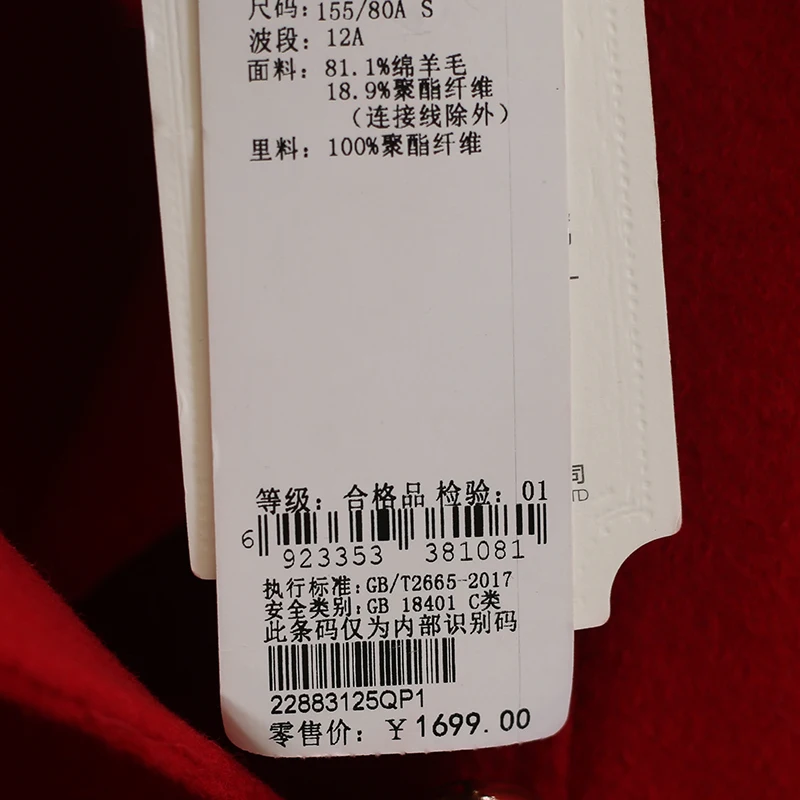 尺码: 155/80A S
波段: 12A
面料: 81.1%绵羊毛
18.9%聚酯纤维
（连接线除外）
里料: 100%聚酯纤维
等级: 合格品 检验: 01
6 923353 381081
执行标准:GB/T2665-2017
安全类别:GB 18401 C类
此条码仅为内部识别码
22883125QP1
零售价: ¥1699.00
司
TD